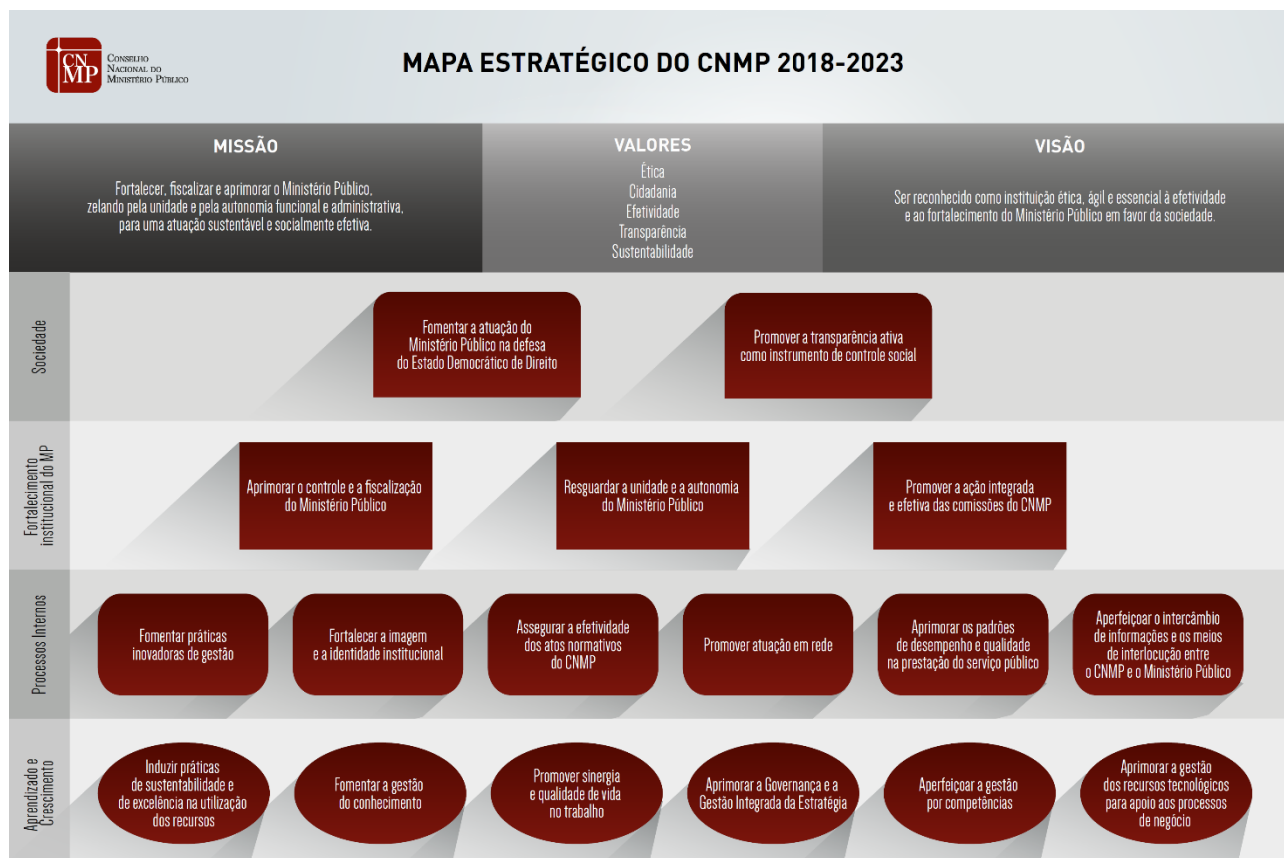 CN
MP
CONSELHO
NACIONAL DO
MINISTÉRIO PÚBLICO
MAPA ESTRATÉGICO DO CNMP 2018-2023
MISSÃO
Fortalecer, fiscalizar e aprimorar o Ministério Público,
zelando pela unidade e pela autonomia funcional e administrativa,
para uma atuação sustentável e socialmente efetiva.
VALORES
Ética
Cidadania
Efetividade
Transparência
Sustentabilidade
VISÃO
Ser reconhecido como instituição ética, ágil e essencial à efetividade
e ao fortalecimento do Ministério Público em favor da sociedade.
Sociedade
Fomentar a atuação do
Ministério Público na defesa
do Estado Democrático de Direito
Promover a transparência ativa
como instrumento de controle social
Fortalecimento
institucional do MP
Aprimorar o controle e a fiscalização
do Ministério Público
Resguardar a unidade e a autonomia
do Ministério Público
Promover a ação integrada
e efetiva das comissões do CNMP
Processos Internos
Fomentar práticas
inovadoras de gestão
Fortalecer a imagem
e a identidade institucional
Assegurar a efetividade
dos atos normativos
do CNMP
Promover atuação em rede
Aprimorar os padrões
de desempenho e qualidade
na prestação do serviço público
Aperfeiçoar o intercâmbio
de informações e os meios
de interlocução entre
o CNMP e o Ministério Público
Aprendizado e
Crescimento
Induzir práticas
de sustentabilidade e
de excelência na utilização
dos recursos
Fomentar a gestão
do conhecimento
Promover sinergia
e qualidade de vida
no trabalho
Aprimorar a Governança e a
Gestão Integrada da Estratégia
Aperfeiçoar a gestão
por competências
Aprimorar a gestão
dos recursos tecnológicos
para apoio aos processos
de negócio